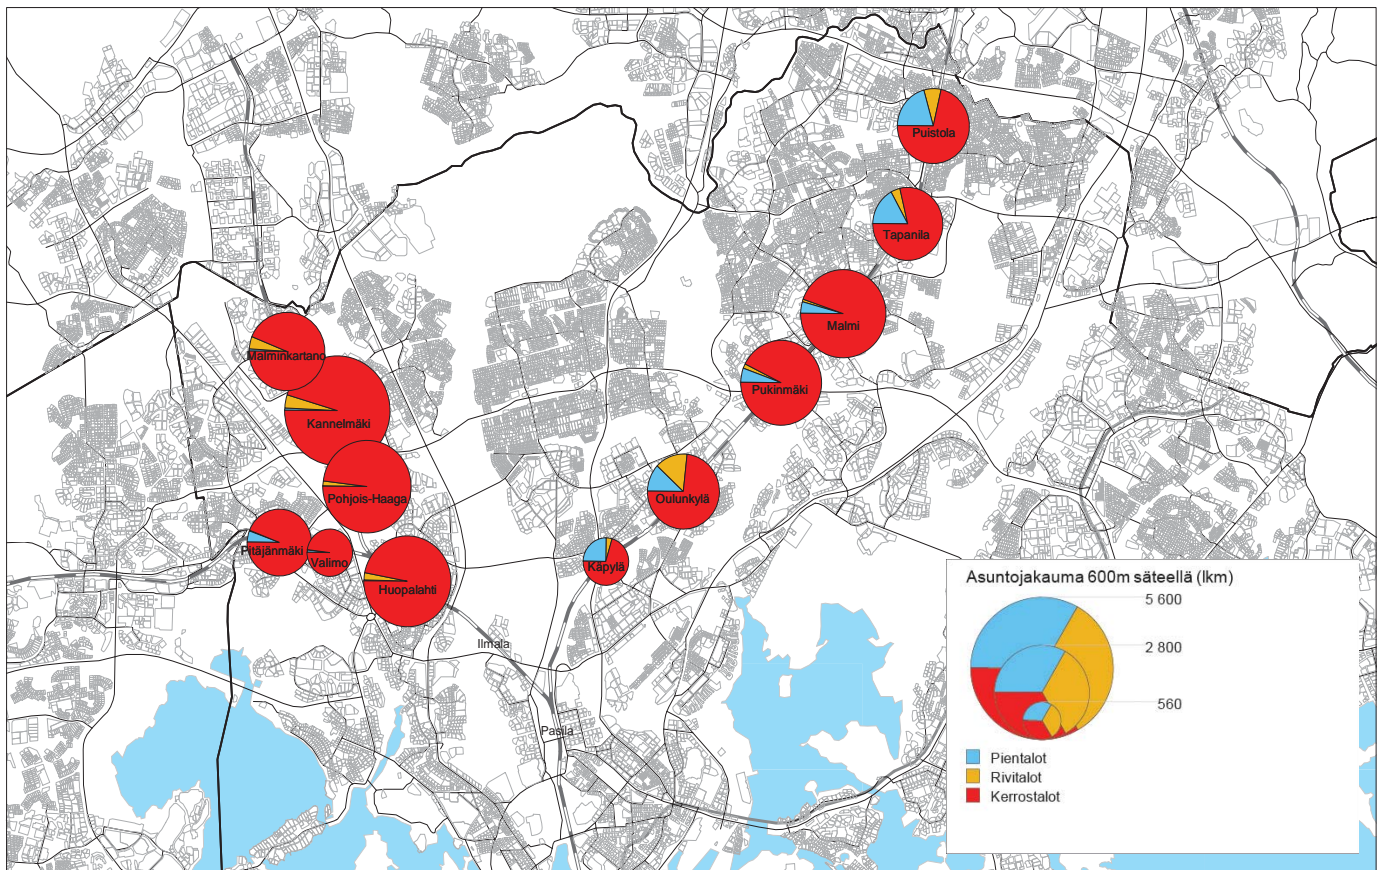 Puistola
Tapanila
Malmi
Malminkartano
Pukinmäki
Kannelmäki
Pohjois-Haaga
Oulunkylä
Pitäjänmäki
Valimo
Käpylä
Huopalahti
Ilmala
Pasila
Asuntojakauma 600m säteellä (lkm)
5 600
2 800
560
Pientalot
Rivitalot
Kerrostalot